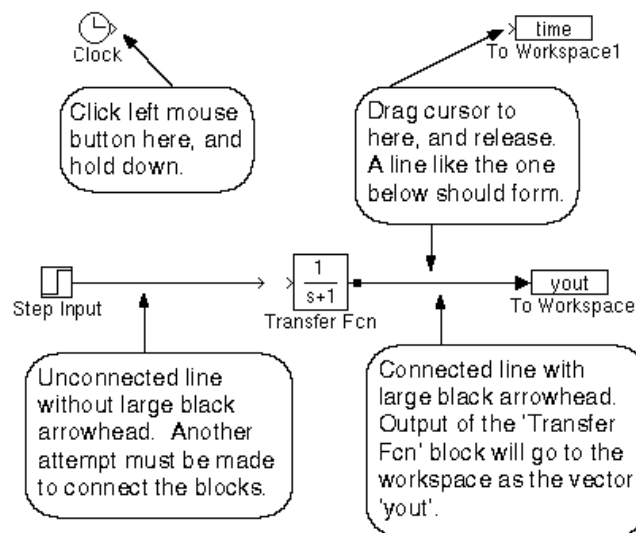 time
Clock
To Workspace1
Click left mouse
button here, and
hold down.
Drag cursor to
here, and release.
A line like the one
below should form.
1
s+1
yout
Step Input
Transfer Fcn
To Workspace
Unconnected line
without large black
arrowhead. Another
attempt must be made
to connect the blocks.
Connected line with
large black arrowhead.
Output of the 'Transfer
Fcn' block will go to the
workspace as the vector
'yout'.